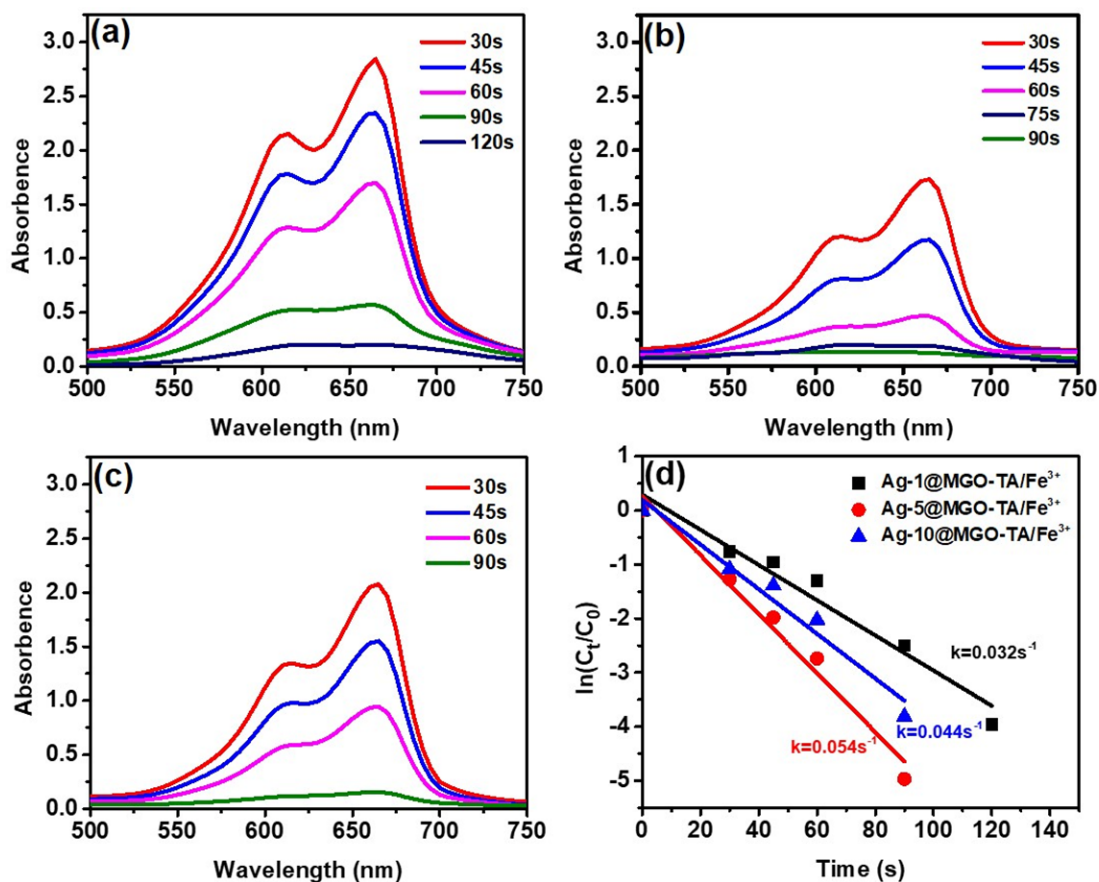 (a)
3.0
2.5
2.0
1.5
1.0
0.5
0.0
Absorbence
30s
45s
60s
90s
120s
500 550 600 650 700 750
Wavelength (nm)
(b)
3.0
2.5
2.0
1.5
1.0
0.5
0.0
Absorbence
30s
45s
60s
75s
90s
500 550 600 650 700 750
Wavelength (nm)
(c)
3.0
2.5
2.0
1.5
1.0
0.5
0.0
Absorbence
30s
45s
60s
90s
500 550 600 650 700 750
Wavelength (nm)
(d)
1
0
-1
-2
-3
-4
-5
ln(Cₜ/C₀)
Ag-1@MGO-TA/Fe³⁺
Ag-5@MGO-TA/Fe³⁺
Ag-10@MGO-TA/Fe³⁺
k=0.032s⁻¹
k=0.044s⁻¹
k=0.054s⁻¹
0 20 40 60 80 100 120 140
Time (s)